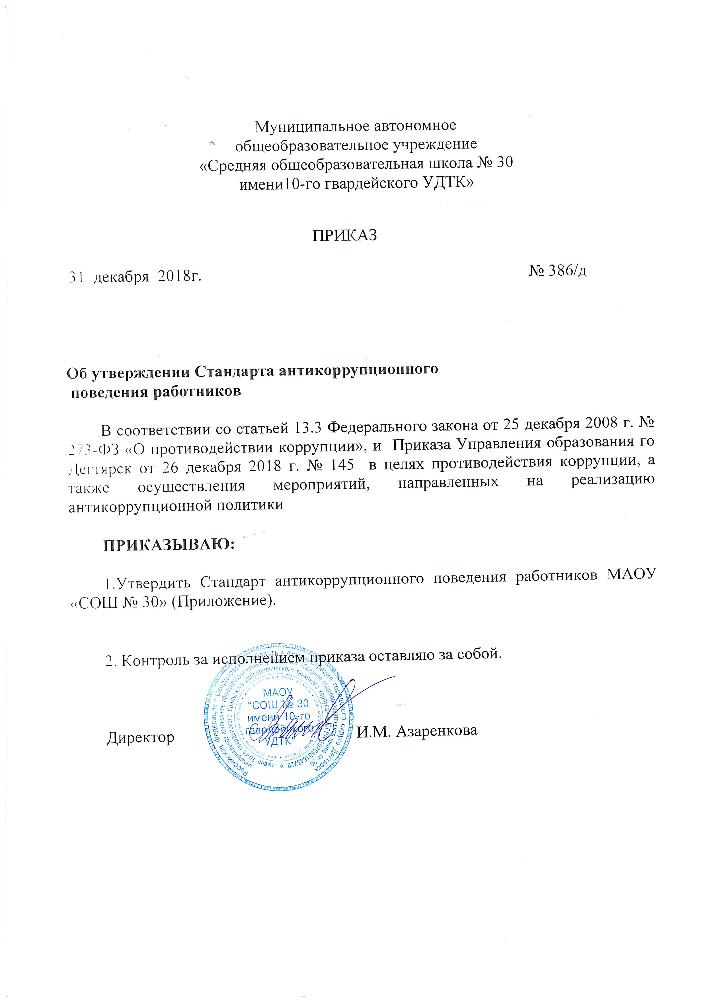 Муниципальное автономное
общеобразовательное учреждение
«Средняя общеобразовательная школа № 30
имени10-го гвардейского УДТК»
ПРИКАЗ
31 декабря 2018г. № 386/д
Об утверждении Стандарта антикоррупционного
поведения работников
В соответствии со статьей 13.3 Федерального закона от 25 декабря 2008 г. №
273-ФЗ «О противодействии коррупции», и Приказа Управления образования го
Дегтярск от 26 декабря 2018 г. № 145 в целях противодействия коррупции, а
также осуществления мероприятий, направленных на реализацию
антикоррупционной политики
ПРИКАЗЫВАЮ:
1.Утвердить Стандарт антикоррупционного поведения работников МАОУ
«СОШ № 30» (Приложение).
2. Контроль за исполнением приказа оставляю за собой.
Директор И.М. Азаренкова
Российская Федерация * Свердловская область * Администрация городского округа Дегтярск
муниципальное автономное общеобразовательное учреждение «Средняя общеобразовательная школа № 30
имени 10-го гвардейского Уральского добровольческого танкового корпуса» * ОГРН 1026601645729 *
МАОУ
"СОШ № 30
имени 10-го
гвардейского
УДТК"